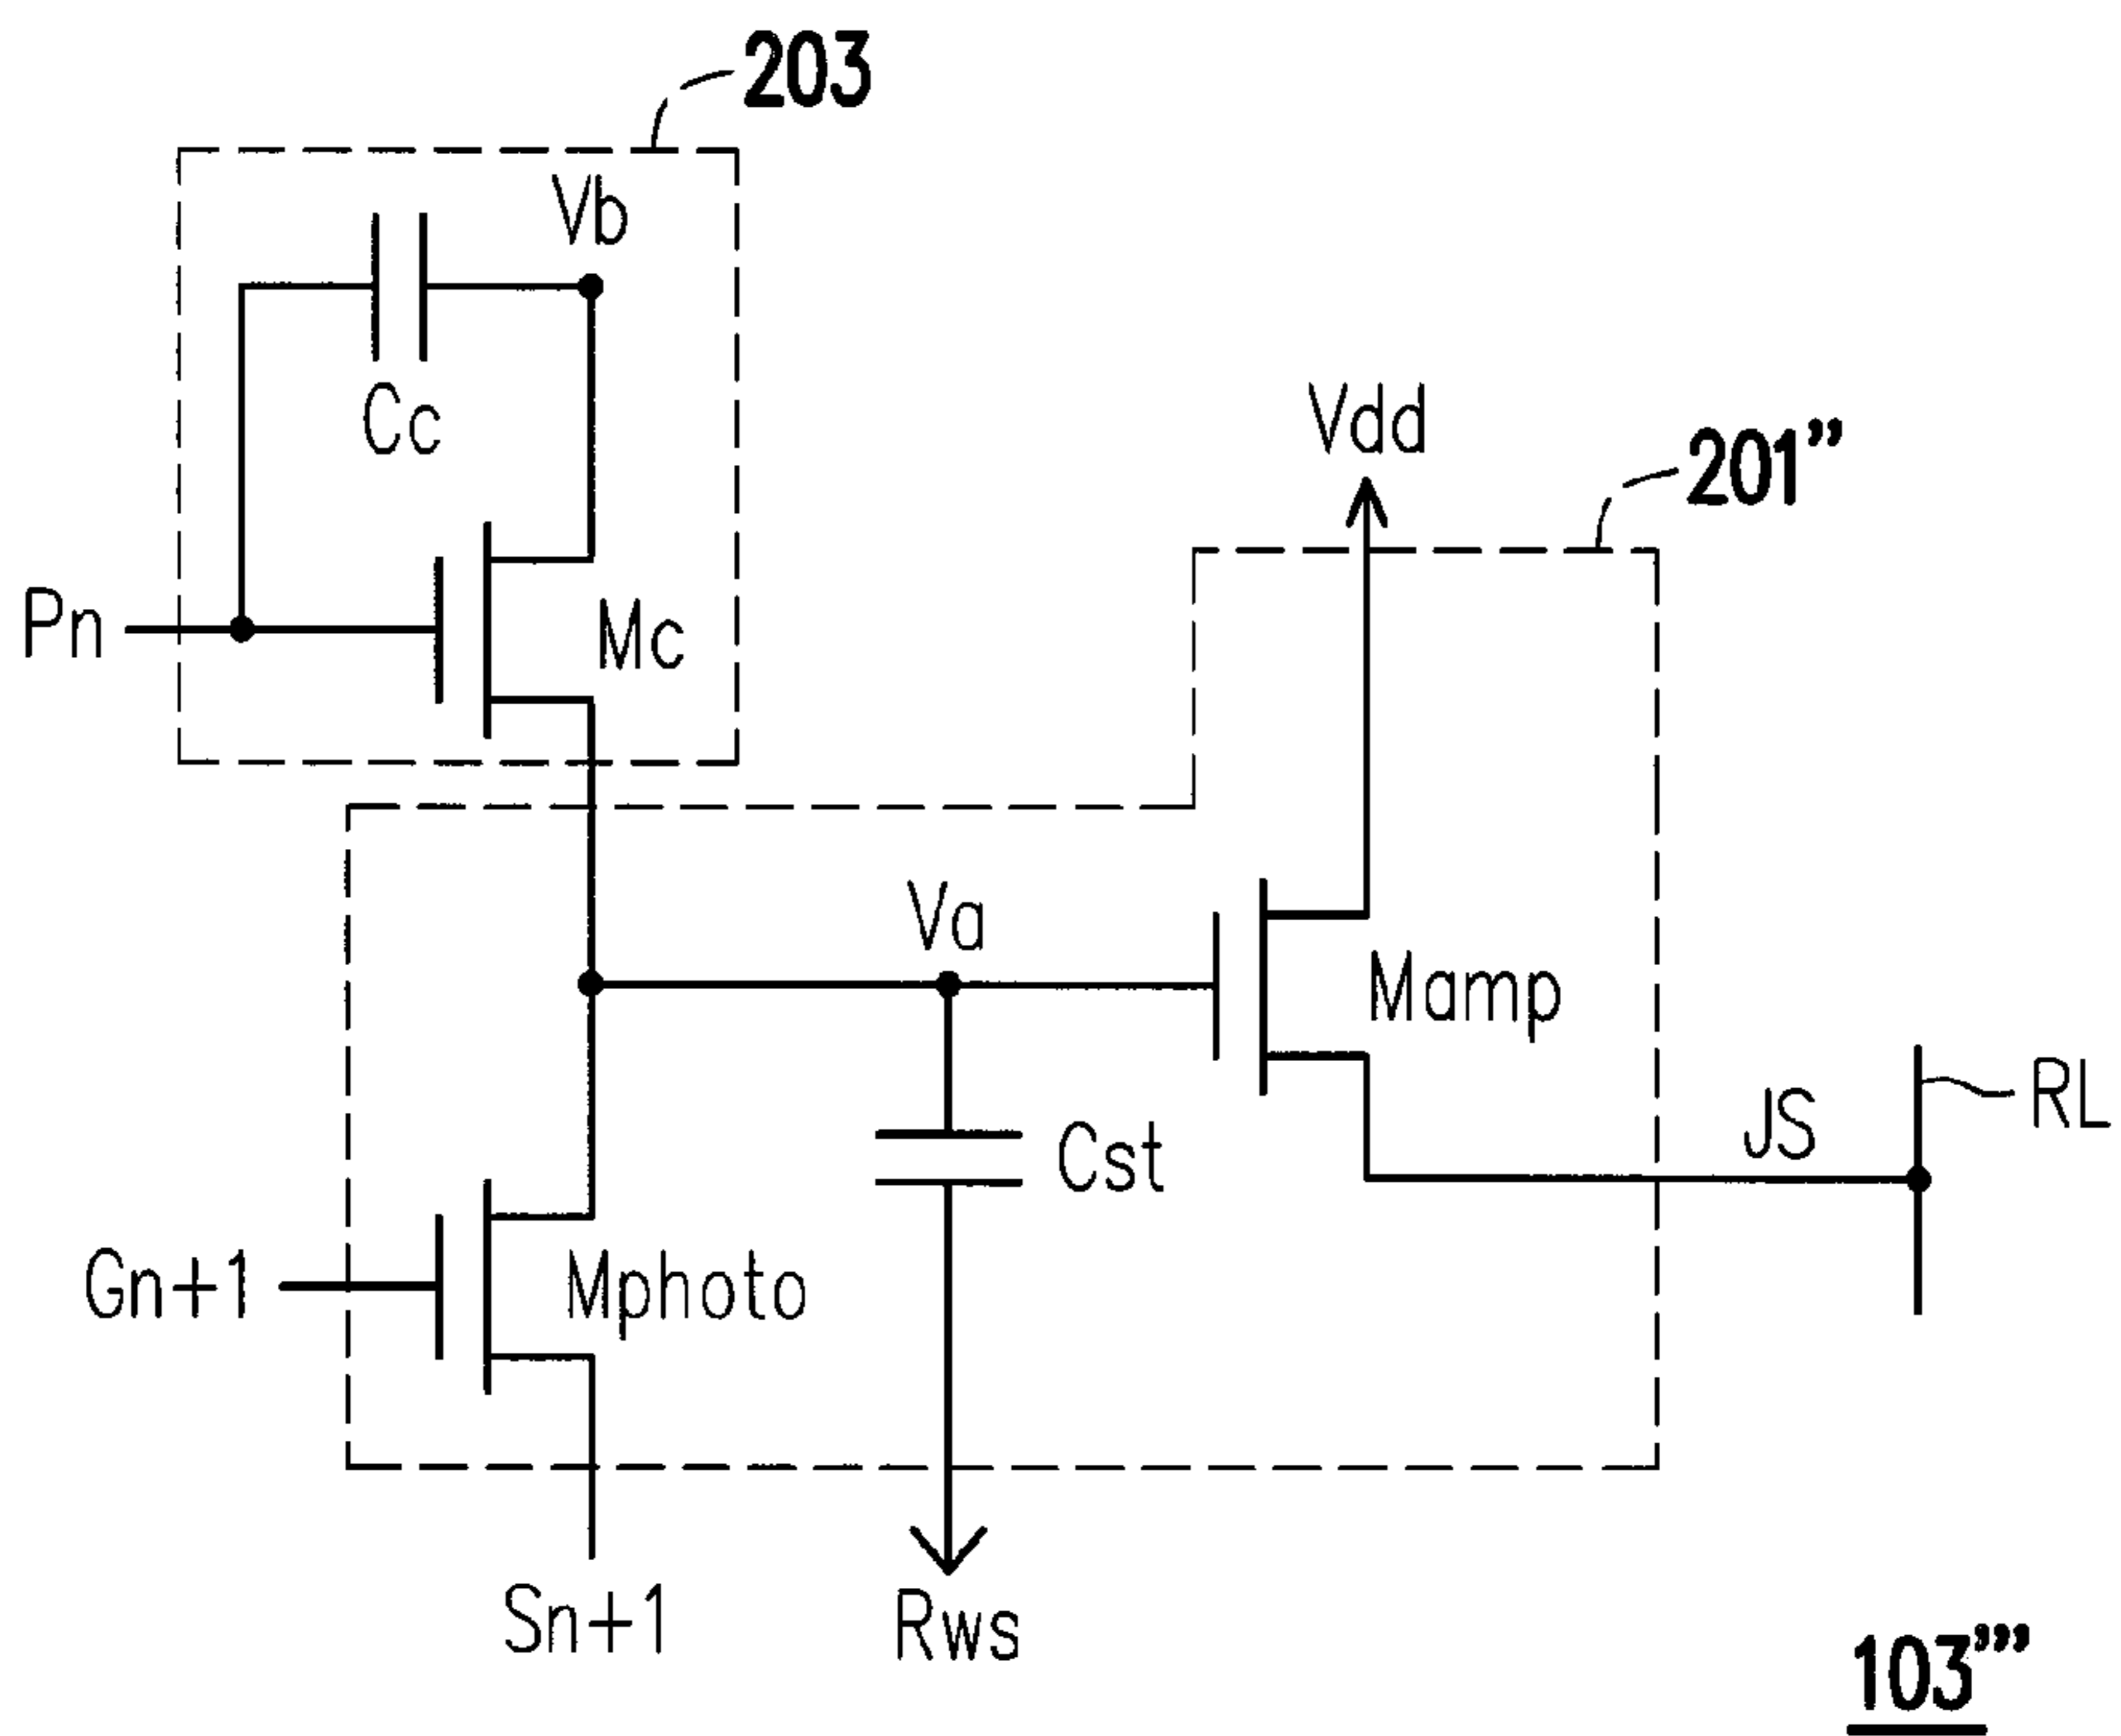 203
Vb
Cc
Vdd
201”
Pn
Mc
Va
Mamp
RL
JS
Cst
Gn+1
Mphoto
Sn+1
Rws
103”’